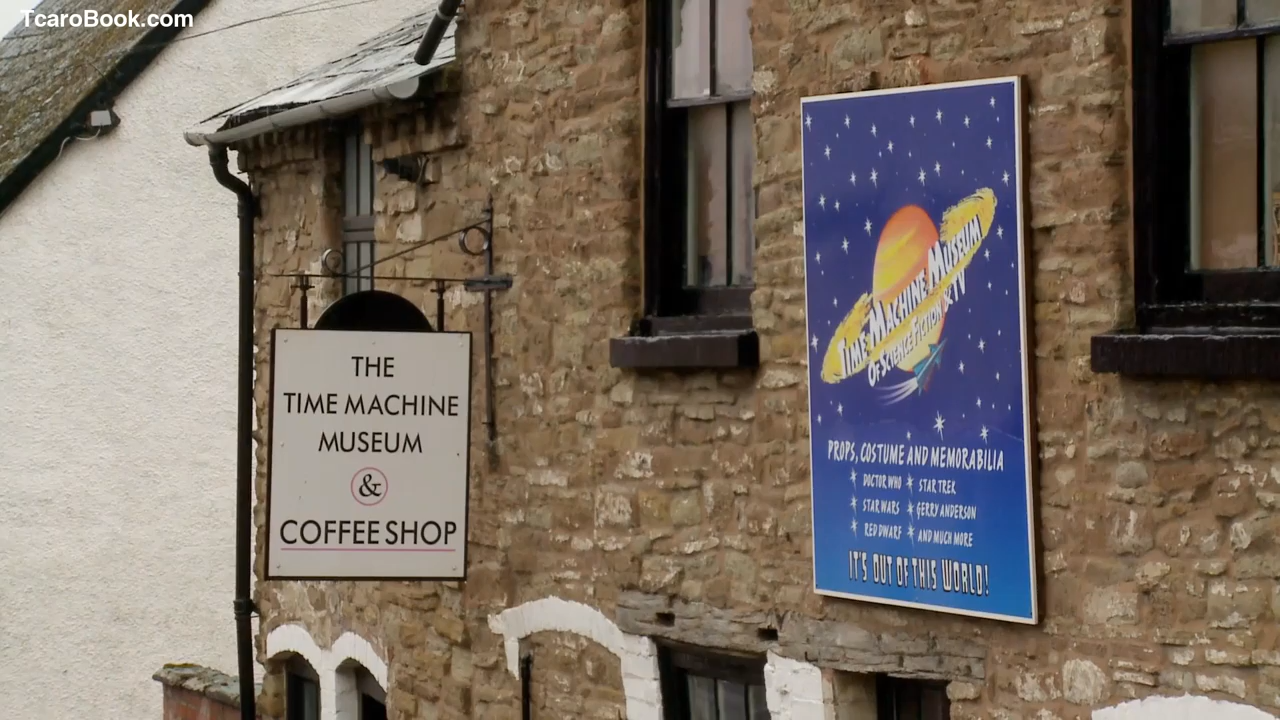 TcaroBook.com
THE
TIME MACHINE
MUSEUM
&
COFFEE SHOP
TIME MACHINE MUSEUM
OF SCIENCE FICTION & TV
PROPS, COSTUME AND MEMORABILIA
DOCTOR WHO STAR TREK
STAR WARS GERRY ANDERSON
RED DWARF AND MUCH MORE
IT'S OUT OF THIS WORLD!